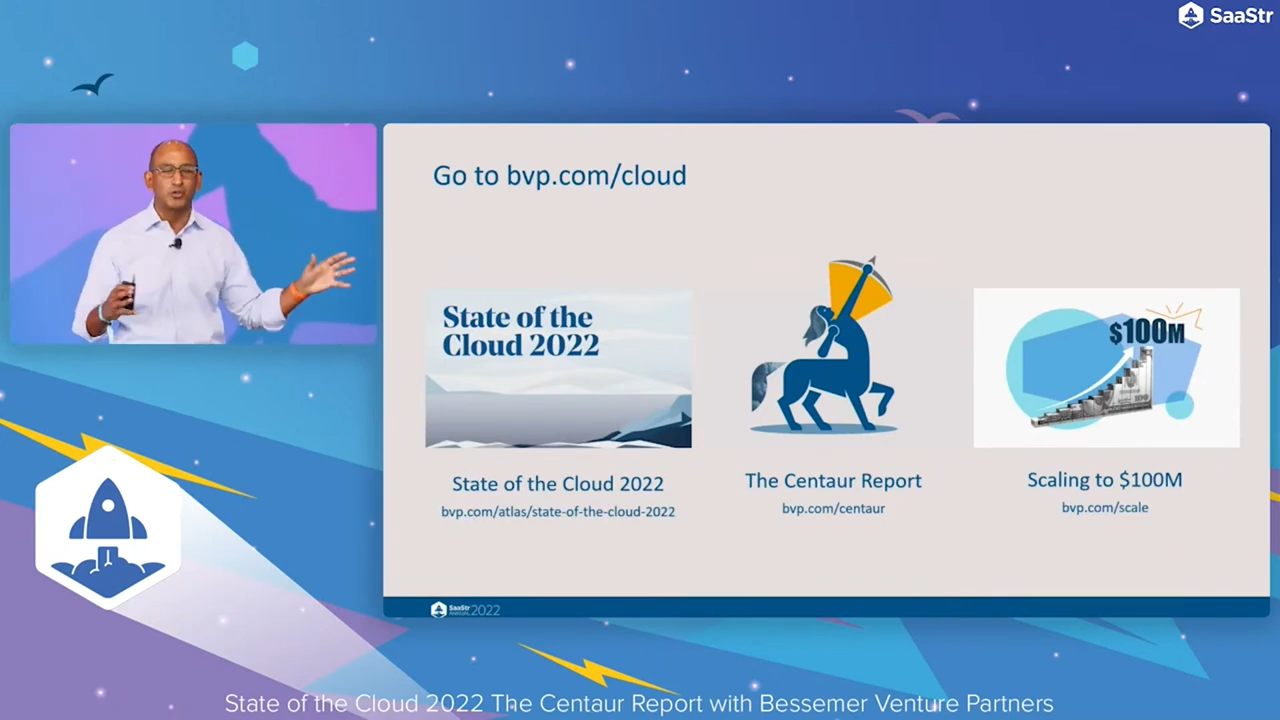 SaaStr
Go to bvp.com/cloud
State of the
Cloud 2022
$100M
State of the Cloud 2022
bvp.com/atlas/state-of-the-cloud-2022
The Centaur Report
bvp.com/centaur
Scaling to $100M
bvp.com/scale
SaaStr
ANNUAL 2022
State of the Cloud 2022 The Centaur Report with Bessemer Venture Partners